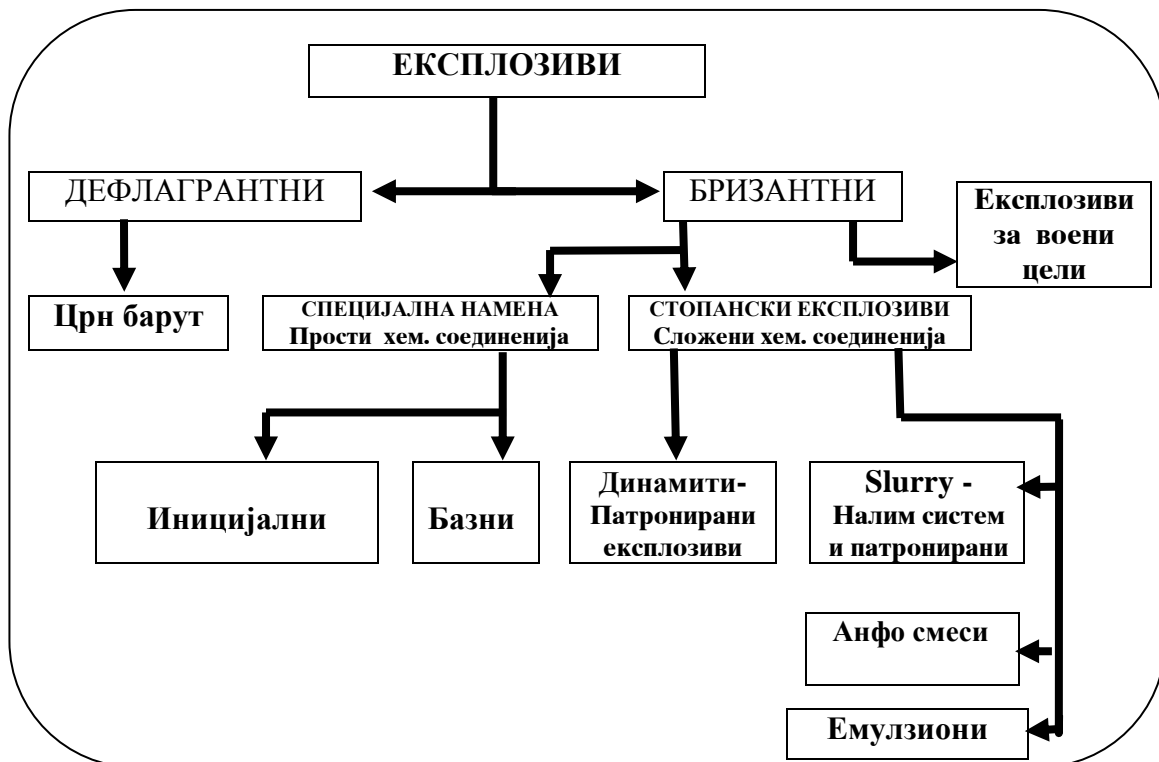 ЕКСПЛОЗИВИ
ДЕФЛАГРАНТНИ
БРИЗАНТНИ
Експлозиви
за воени
цели
Црн барут
СПЕЦИЈАЛНА НАМЕНА
Прости хем. соединенија
СТОПАНСКИ ЕКСПЛОЗИВИ
Сложени хем. соединенија
Иницијални
Базни
Динамити-
Патронирани
експлозиви
Slurry -
Налим систем
и патронирани
Анфо смеси
Емулзиони